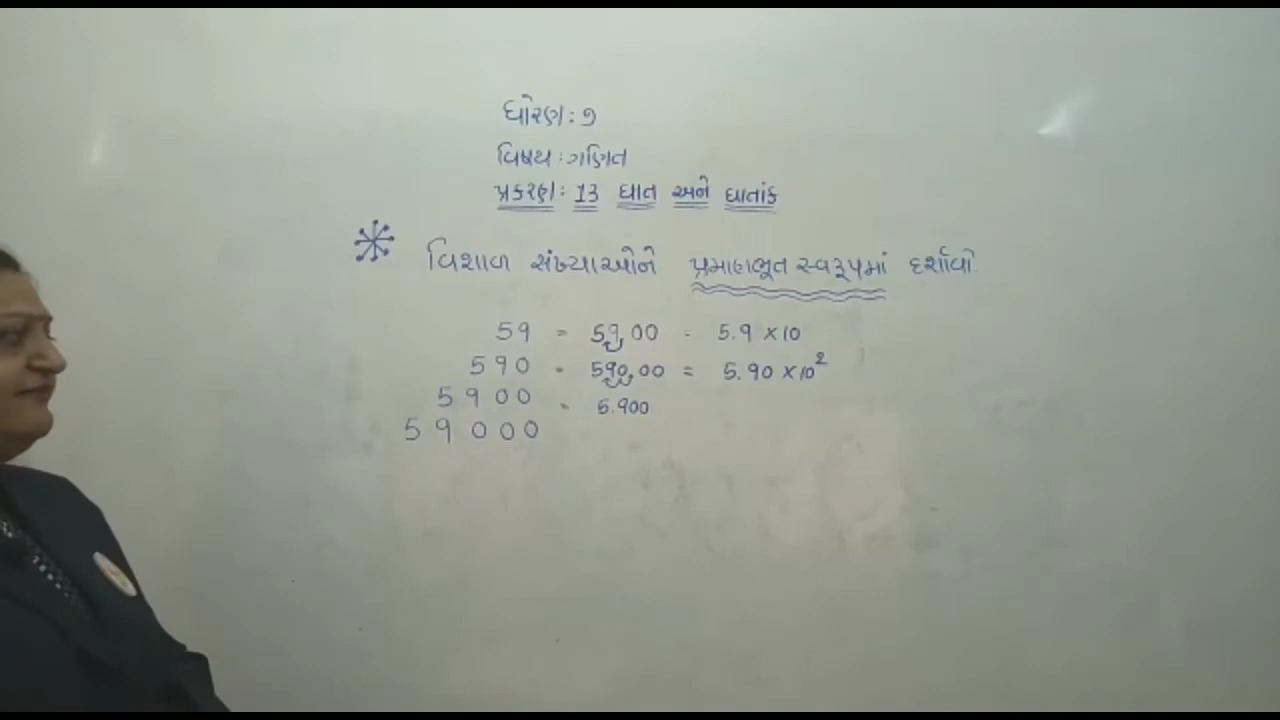 ધોરણ : ૭
વિષય : ગણિત
પ્રકરણ : 13 ઘાત અને ઘાતાંક
વિશાળ સંખ્યાઓને પ્રમાણભૂત સ્વરૂપમાં દર્શાવો
59 = 59.00 = 5.9 ×10
590 = 590.00 = 5.90 ×10²
5900 = 5.900
59000